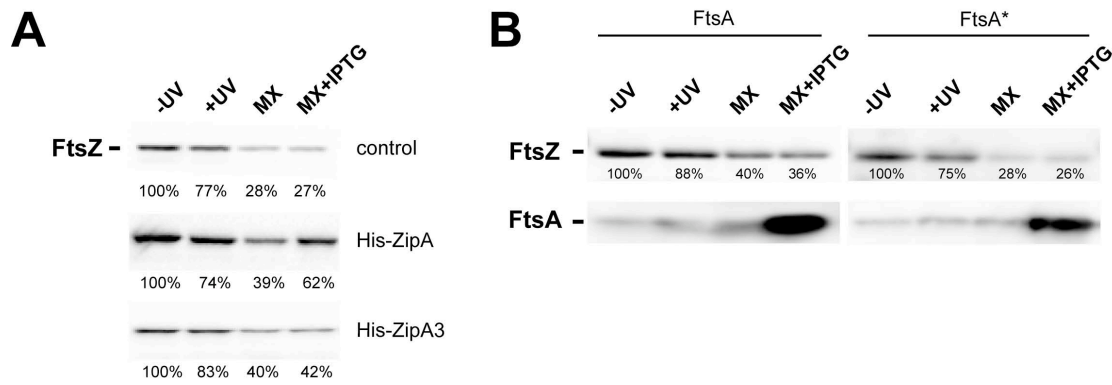 A
-UV +UV MX MX+IPTG
FtsZ - control
100% 77% 28% 27%
His-ZipA
100% 74% 39% 62%
His-ZipA3
100% 83% 40% 42%
B
FtsA FtsA*
-UV +UV MX MX+IPTG -UV +UV MX MX+IPTG
FtsZ -
100% 88% 40% 36% 100% 75% 28% 26%
FtsA -